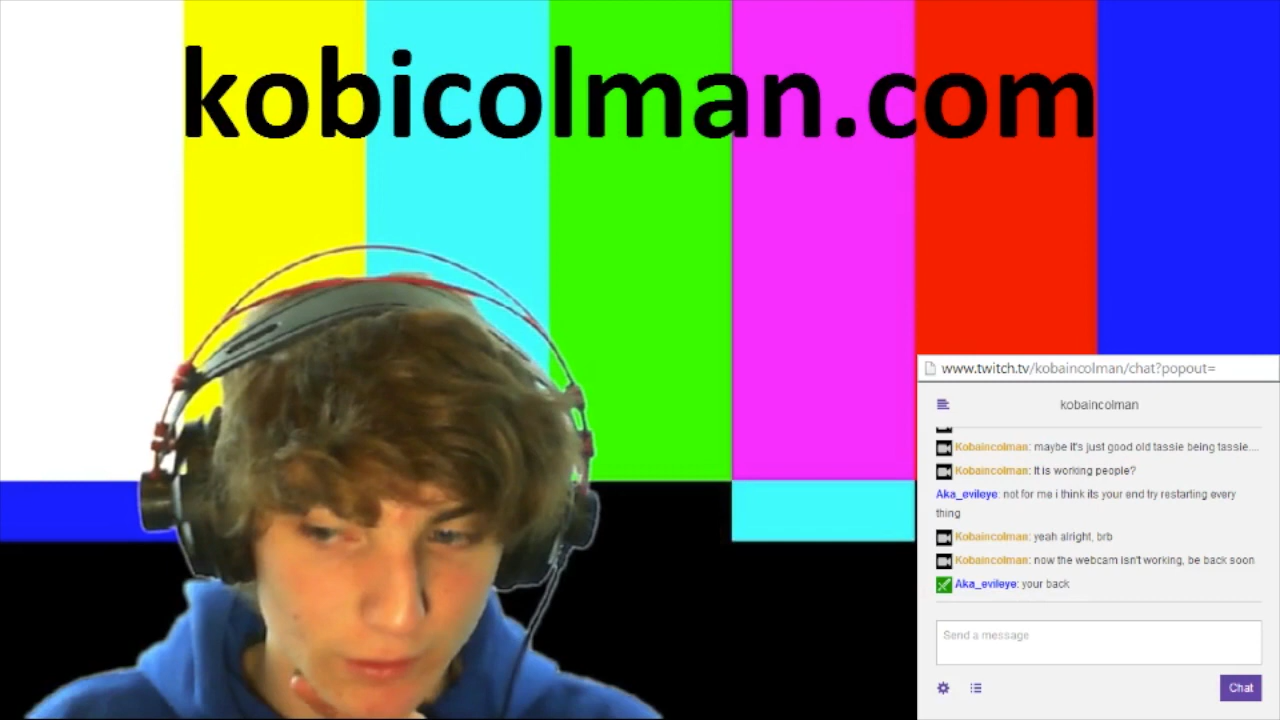 kobicolman.com
www.twitch.tv/kobaincolman/chat?popout=
kobaincolman
Kobaincolman: maybe it's just good old tassie being tassie....
Kobaincolman: It is working people?
Aka_evileye: not for me i think its your end try restarting every
thing
Kobaincolman: yeah alright, brb
Kobaincolman: now the webcam isn't working, be back soon
Aka_evileye: your back
Send a message
Chat